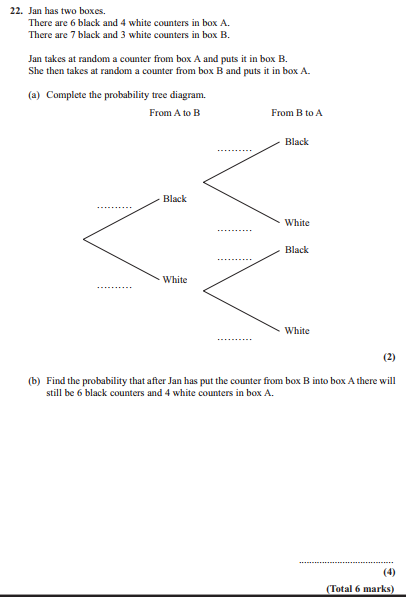 22. Jan has two boxes.
There are 6 black and 4 white counters in box A.
There are 7 black and 3 white counters in box B.
Jan takes at random a counter from box A and puts it in box B.
She then takes at random a counter from box B and puts it in box A.
(a) Complete the probability tree diagram.
From A to B From B to A
Black
..........
Black
..........
White
..........
Black
..........
White
..........
White
..........
(2)
(b) Find the probability that after Jan has put the counter from box B into box A there will
still be 6 black counters and 4 white counters in box A.
.....................................
(4)
(Total 6 marks)